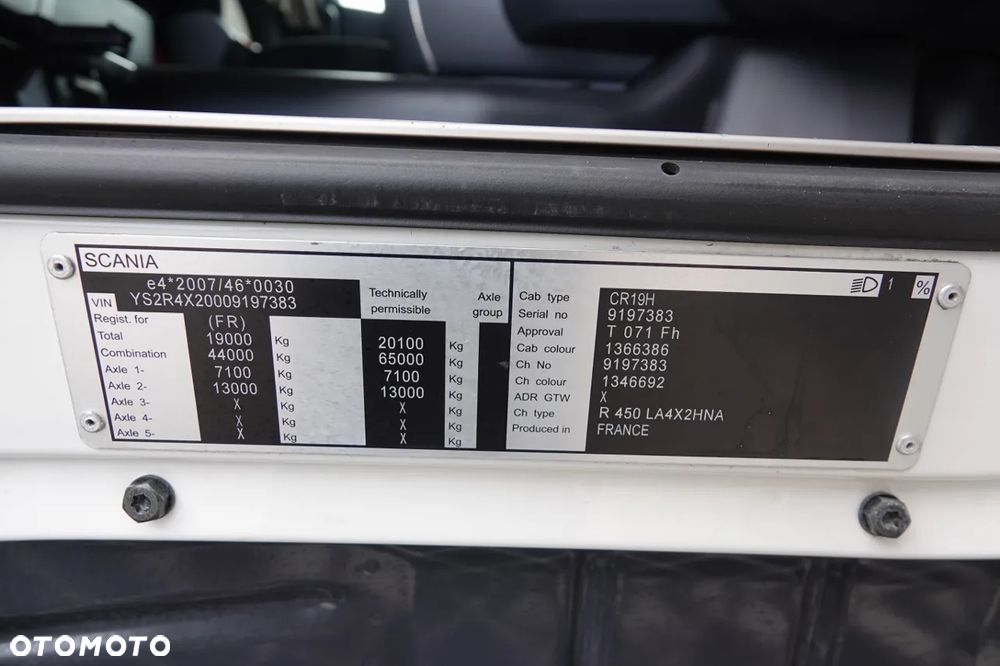 SCANIA
e4*2007/46*0030
VIN YS2R4X20009197383
Technically permissible
Axle group
Regist. for (FR)
Total 19000 Kg 20100 Kg
Combination 44000 Kg 65000 Kg
Axle 1- 7100 Kg 7100 Kg
Axle 2- 13000 Kg 13000 Kg
Axle 3- X Kg X Kg
Axle 4- X Kg X Kg
Axle 5- X Kg X Kg
1 %
Cab type CR19H
Serial no 9197383
Approval T 071 Fh
Cab colour 1366386
Ch No 9197383
Ch colour 1346692
ADR GTW X
Ch type R 450 LA4X2HNA
Produced in FRANCE
OTOMOTO